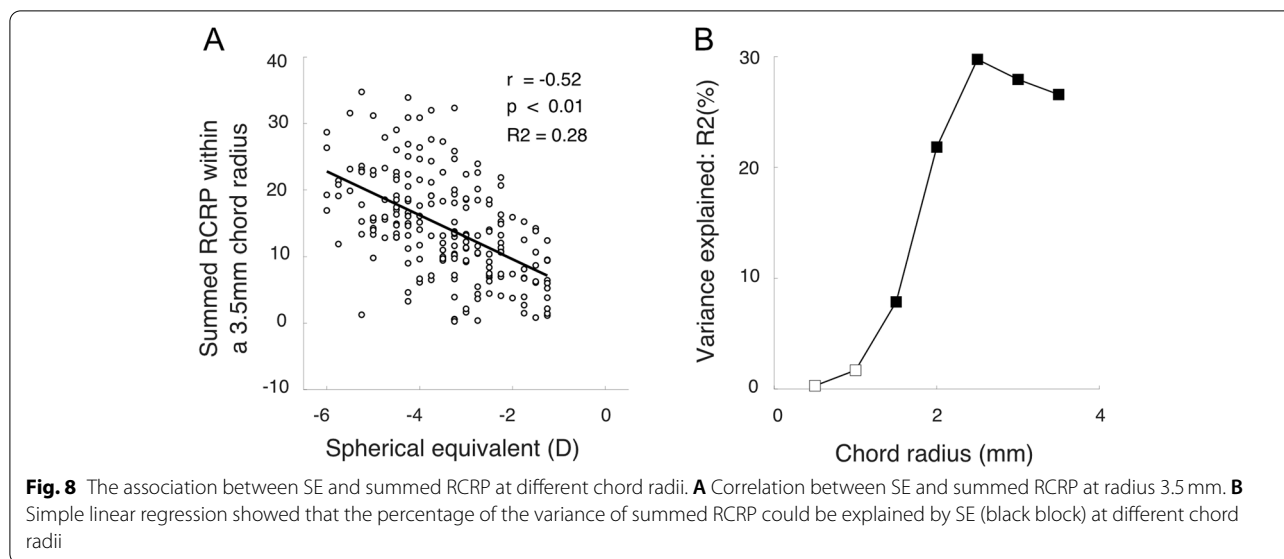 A
40
30
20
10
0
-10
Summed RCRP within
a 3.5mm chord radius
r = -0.52
p < 0.01
R2 = 0.28
-6
-4
-2
0
Spherical equivalent (D)
B
30
20
10
0
Variance explained: R2(%)
0
2
4
Chord radius (mm)
Fig. 8 The association between SE and summed RCRP at different chord radii. A Correlation between SE and summed RCRP at radius 3.5 mm. B
Simple linear regression showed that the percentage of the variance of summed RCRP could be explained by SE (black block) at different chord
radii